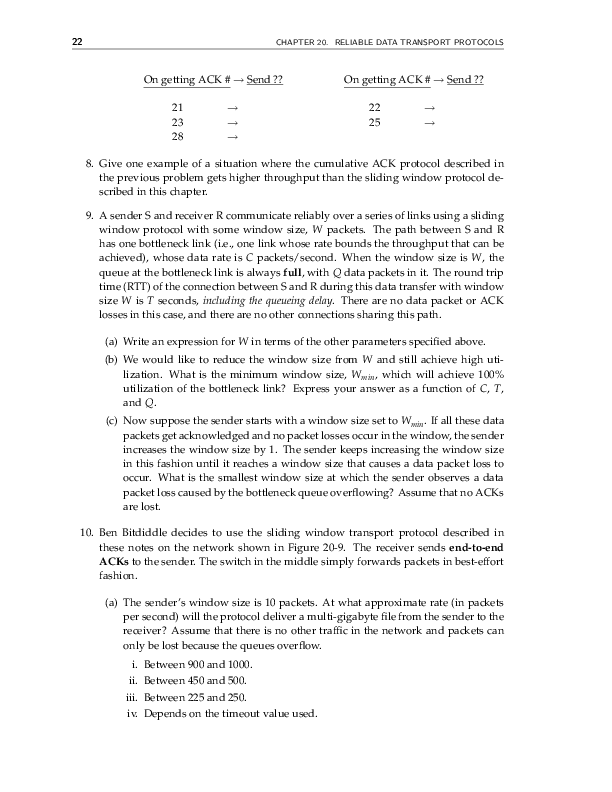 22 CHAPTER 20. RELIABLE DATA TRANSPORT PROTOCOLS
On getting ACK # → Send ?? On getting ACK # → Send ??
21 → 22 →
23 → 25 →
28 →
8. Give one example of a situation where the cumulative ACK protocol described in
the previous problem gets higher throughput than the sliding window protocol de-
scribed in this chapter.
9. A sender S and receiver R communicate reliably over a series of links using a sliding
window protocol with some window size, W packets. The path between S and R
has one bottleneck link (i.e., one link whose rate bounds the throughput that can be
achieved), whose data rate is C packets/second. When the window size is W, the
queue at the bottleneck link is always full, with Q data packets in it. The round trip
time (RTT) of the connection between S and R during this data transfer with window
size W is T seconds, including the queueing delay. There are no data packet or ACK
losses in this case, and there are no other connections sharing this path.
(a) Write an expression for W in terms of the other parameters specified above.
(b) We would like to reduce the window size from W and still achieve high uti-
lization. What is the minimum window size, Wmin, which will achieve 100%
utilization of the bottleneck link? Express your answer as a function of C, T,
and Q.
(c) Now suppose the sender starts with a window size set to Wmin. If all these data
packets get acknowledged and no packet losses occur in the window, the sender
increases the window size by 1. The sender keeps increasing the window size
in this fashion until it reaches a window size that causes a data packet loss to
occur. What is the smallest window size at which the sender observes a data
packet loss caused by the bottleneck queue overflowing? Assume that no ACKs
are lost.
10. Ben Bitdiddle decides to use the sliding window transport protocol described in
these notes on the network shown in Figure 20-9. The receiver sends end-to-end
ACKs to the sender. The switch in the middle simply forwards packets in best-effort
fashion.
(a) The sender's window size is 10 packets. At what approximate rate (in packets
per second) will the protocol deliver a multi-gigabyte file from the sender to the
receiver? Assume that there is no other traffic in the network and packets can
only be lost because the queues overflow.
i. Between 900 and 1000.
ii. Between 450 and 500.
iii. Between 225 and 250.
iv. Depends on the timeout value used.